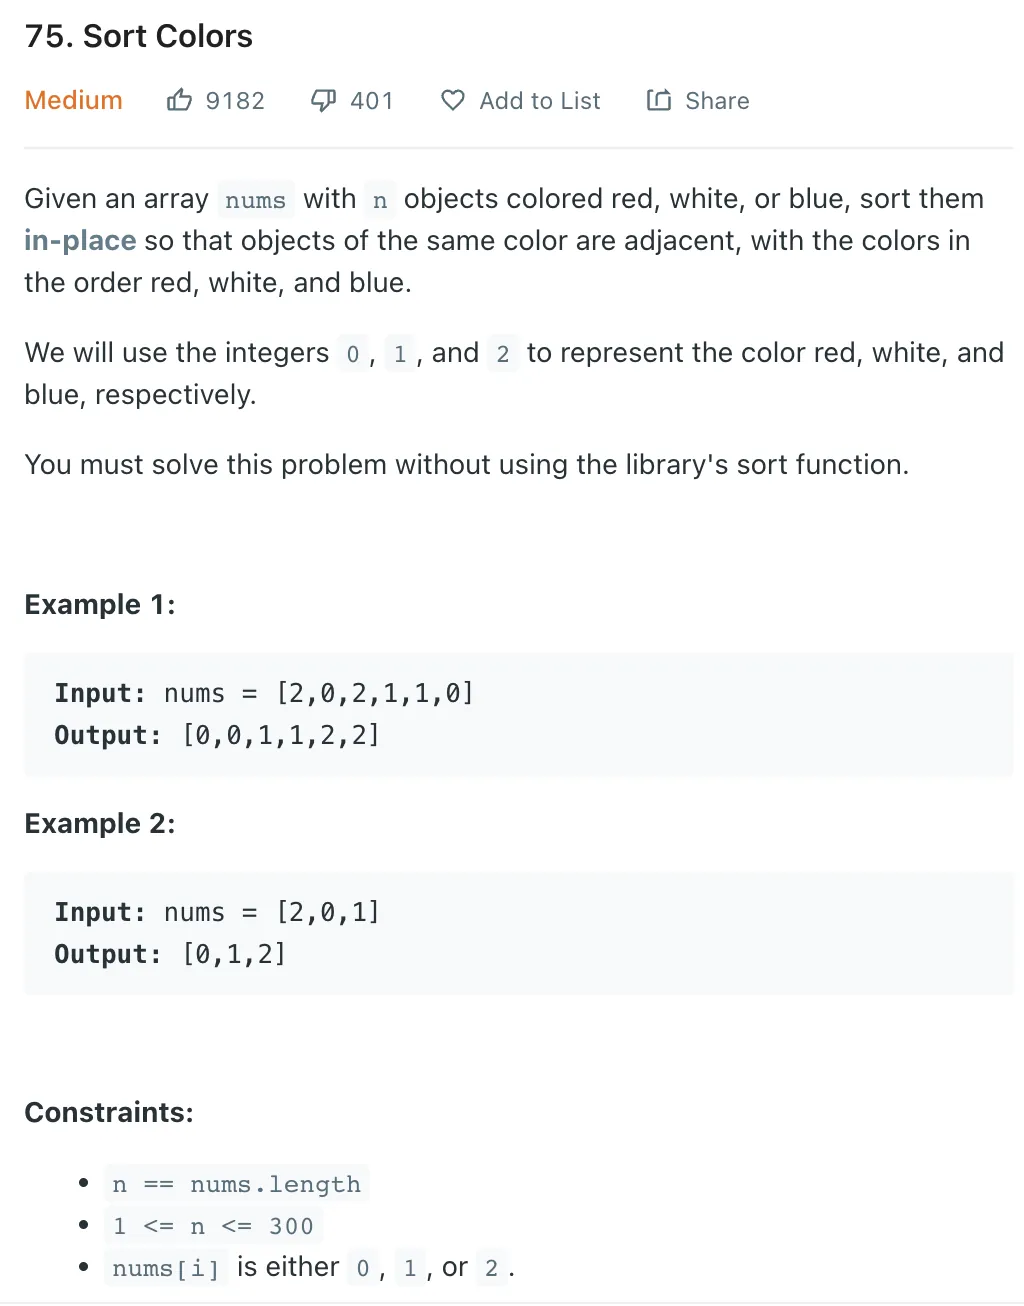 75. Sort Colors
Medium 9182 401 Add to List Share
Given an array nums with n objects colored red, white, or blue, sort them
in-place so that objects of the same color are adjacent, with the colors in
the order red, white, and blue.
We will use the integers 0, 1, and 2 to represent the color red, white, and
blue, respectively.
You must solve this problem without using the library's sort function.
Example 1:
Input: nums = [2,0,2,1,1,0]
Output: [0,0,1,1,2,2]
Example 2:
Input: nums = [2,0,1]
Output: [0,1,2]
Constraints:
• n == nums.length
• 1 <= n <= 300
• nums[i] is either 0, 1, or 2.